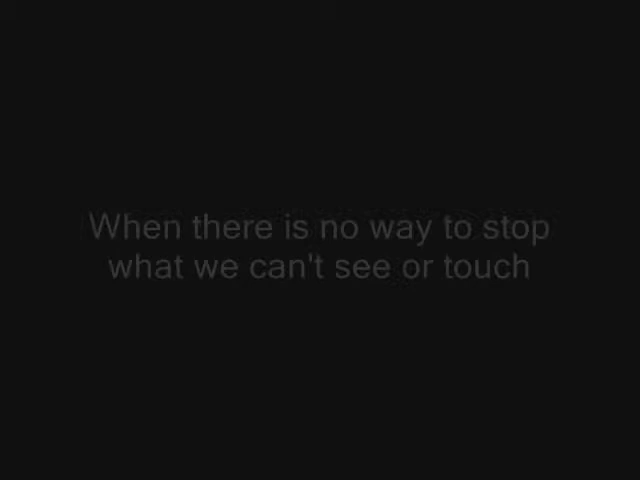 When there is no way to stop
what we can't see or touch